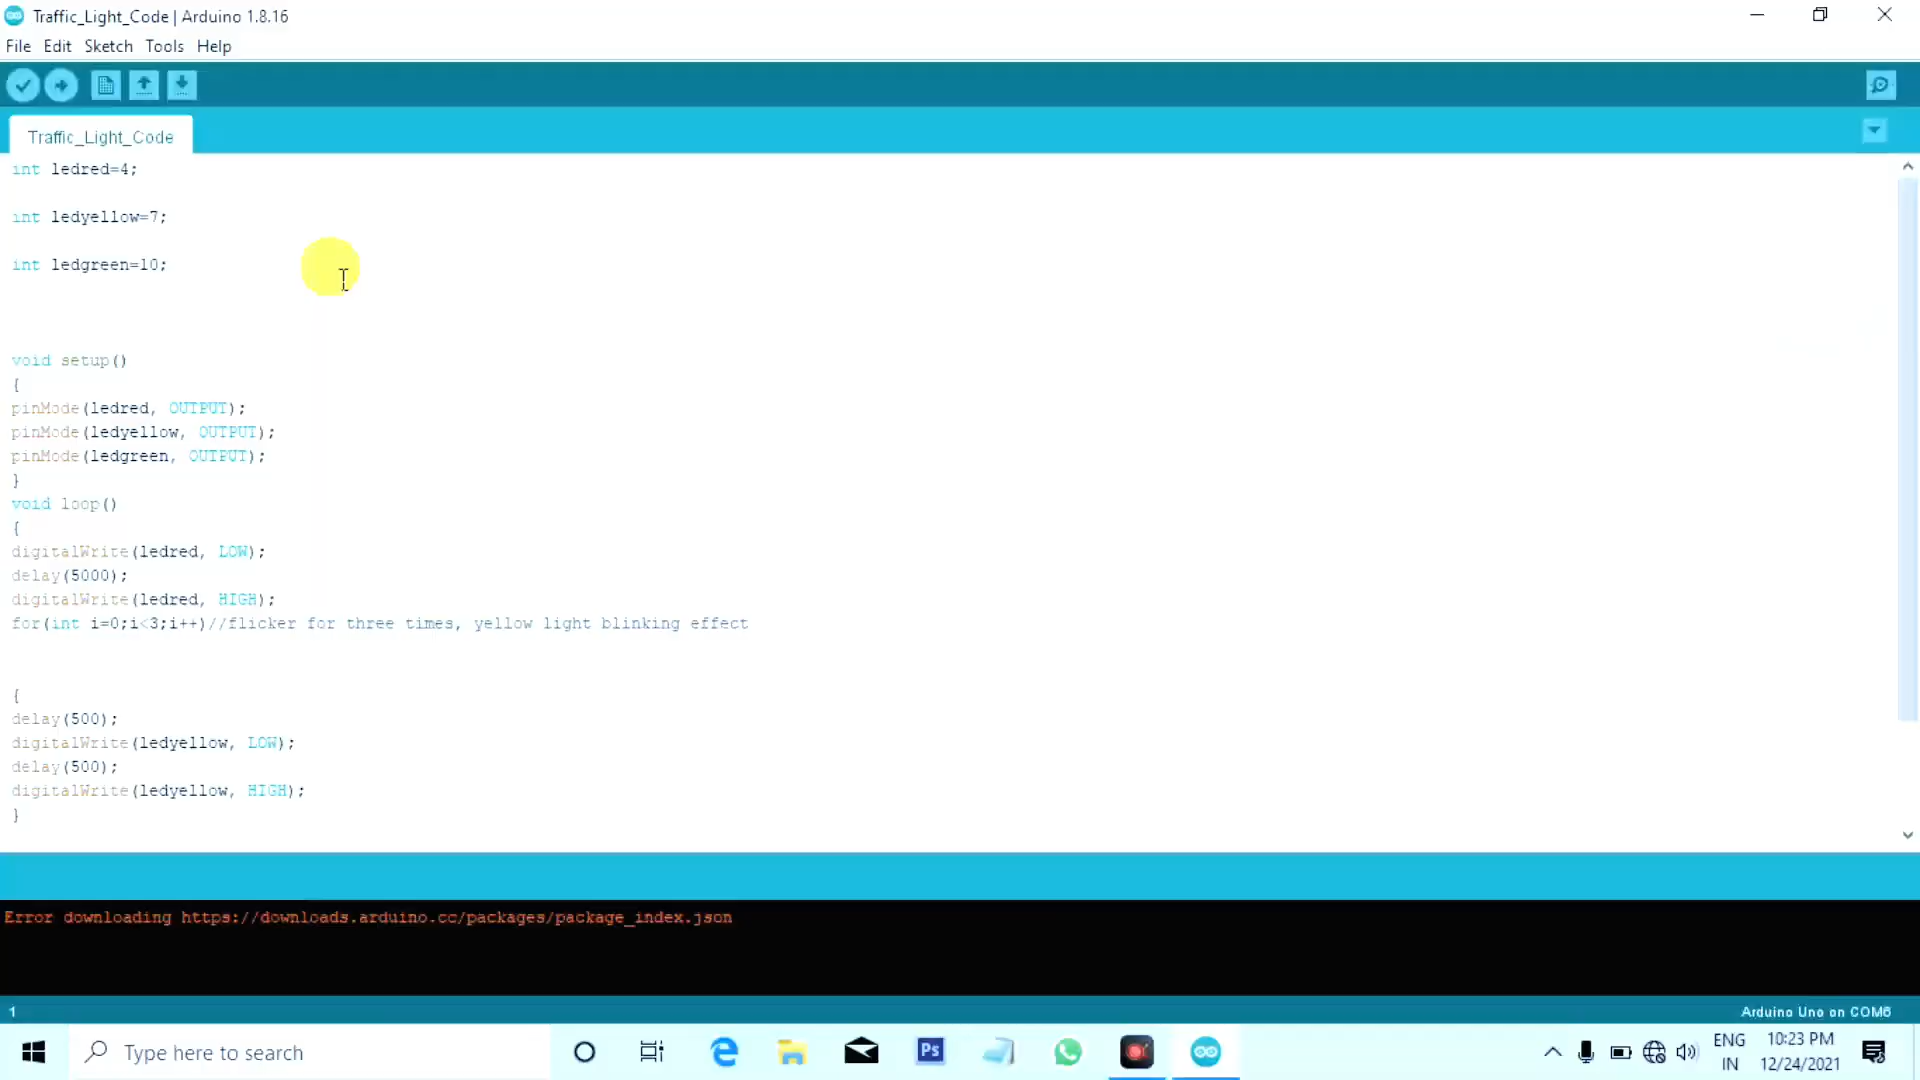 Traffic_Light_Code | Arduino 1.8.16
File Edit Sketch Tools Help
Traffic_Light_Code
int ledred=4;
int ledyellow=7;
int ledgreen=10;
void setup()
{
pinMode(ledred, OUTPUT);
pinMode(ledyellow, OUTPUT);
pinMode(ledgreen, OUTPUT);
}
void loop()
{
digitalWrite(ledred, LOW);
delay(5000);
digitalWrite(ledred, HIGH);
for(int i=0;i<3;i++)//flicker for three times, yellow light blinking effect
{
delay(500);
digitalWrite(ledyellow, LOW);
delay(500);
digitalWrite(ledyellow, HIGH);
}
Error downloading https://downloads.arduino.cc/packages/package_index.json
1
Arduino Uno on COM6
Type here to search
Ps
ENG
IN
10:23 PM
12/24/2021